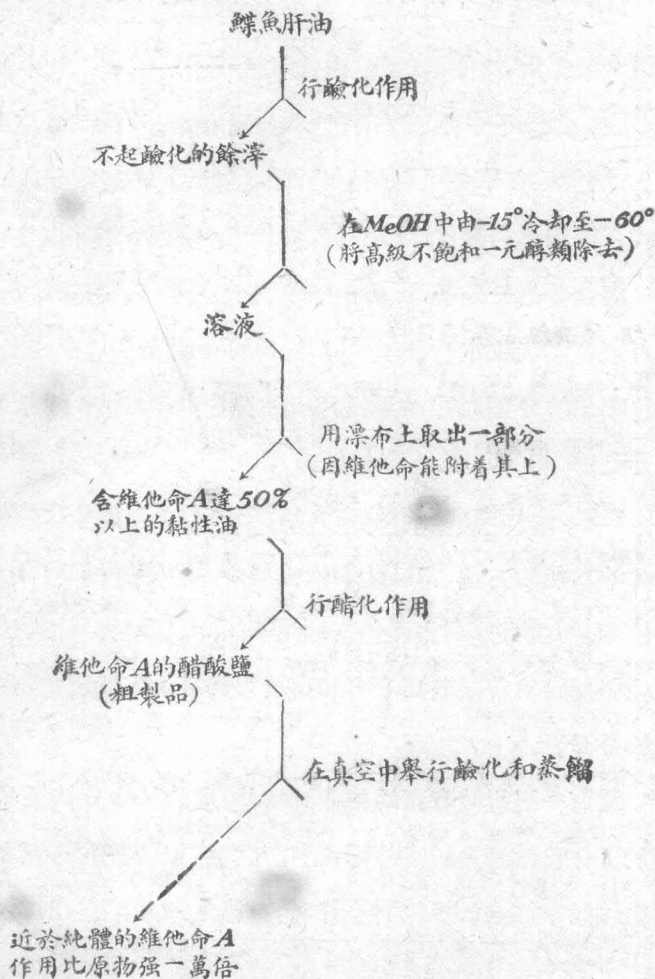 鰈魚肝油
行鹼化作用
不起鹼化的餘滓
在MeOH中由-15°冷却至-60°
(將高級不飽和一元醇類除去)
溶液
用漂布上取出一部分
(因維他命能附着其上)
含維他命A達50%
以上的黏性油
行酯化作用
維他命A的醋酸鹽
(粗製品)
在真空中舉行鹼化和蒸餾
近於純體的維他命A
作用比原物强一萬倍